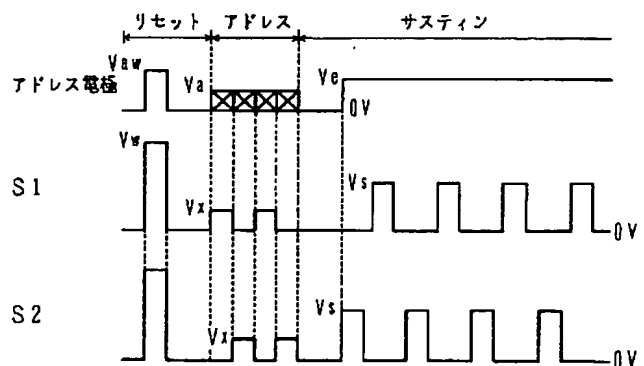 リセット アドレス サスティン
Vaw
アドレス電極 Va Ve 0V
Vw
S1 Vx Vs 0V
S2 Vx Vs 0V